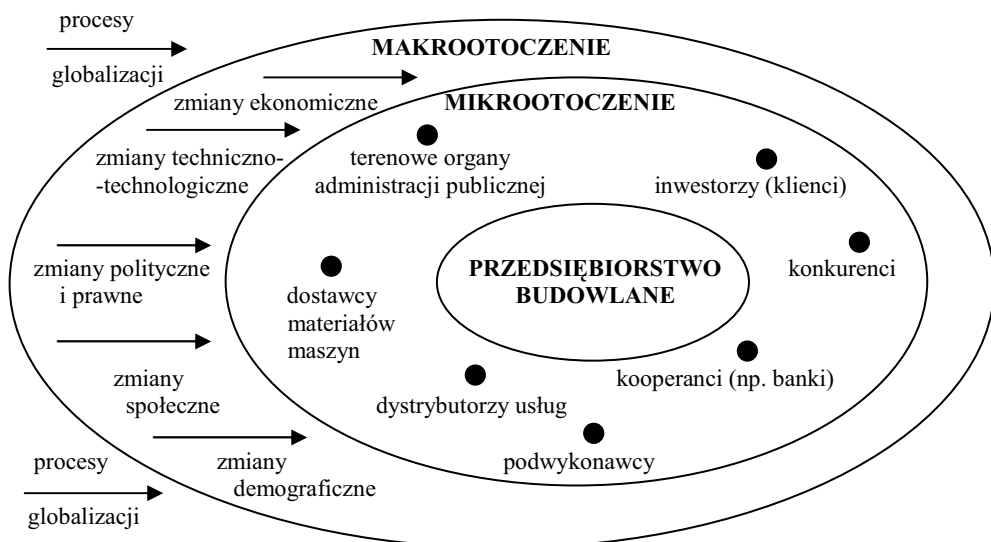 procesy
globalizacji
MAKROOTOCZENIE
zmiany ekonomiczne
MIKROOTOCZENIE
zmiany techniczno-
-technologiczne
terenowe organy
administracji publicznej
inwestorzy (klienci)
zmiany polityczne
i prawne
PRZEDSIĘBIORSTWO
BUDOWLANE
konkurenci
dostawcy
materiałów
maszyn
zmiany
społeczne
kooperanci (np. banki)
dystrybutorzy usług
podwykonawcy
zmiany
demograficzne
procesy
globalizacji